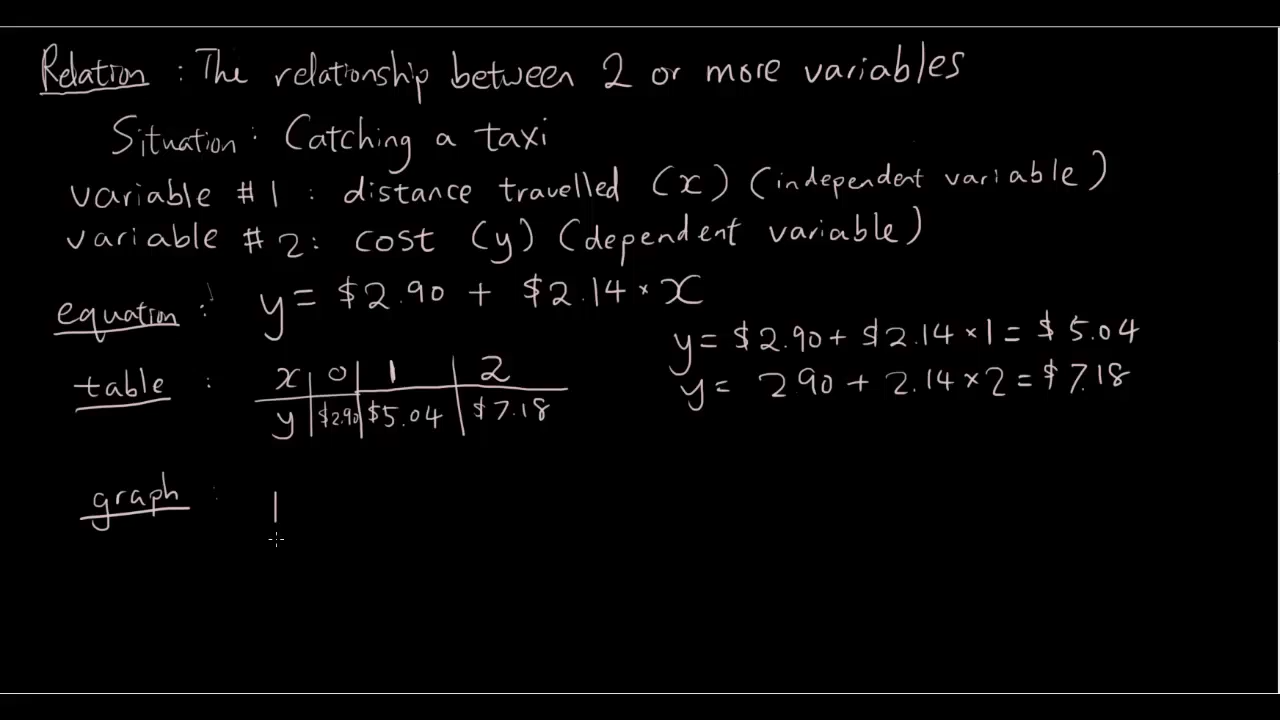 Relation : The relationship between 2 or more variables
Situation : Catching a taxi
variable #1 : distance travelled (x) (independent variable)
variable #2 : cost (y) (dependent variable)
equation : y = $2.90 + $2.14 × x
y = $2.90 + $2.14 × 1 = $5.04
y = 2.90 + 2.14 × 2 = $7.18
table : x 0 1 2
y $2.90 $5.04 $7.18
graph :